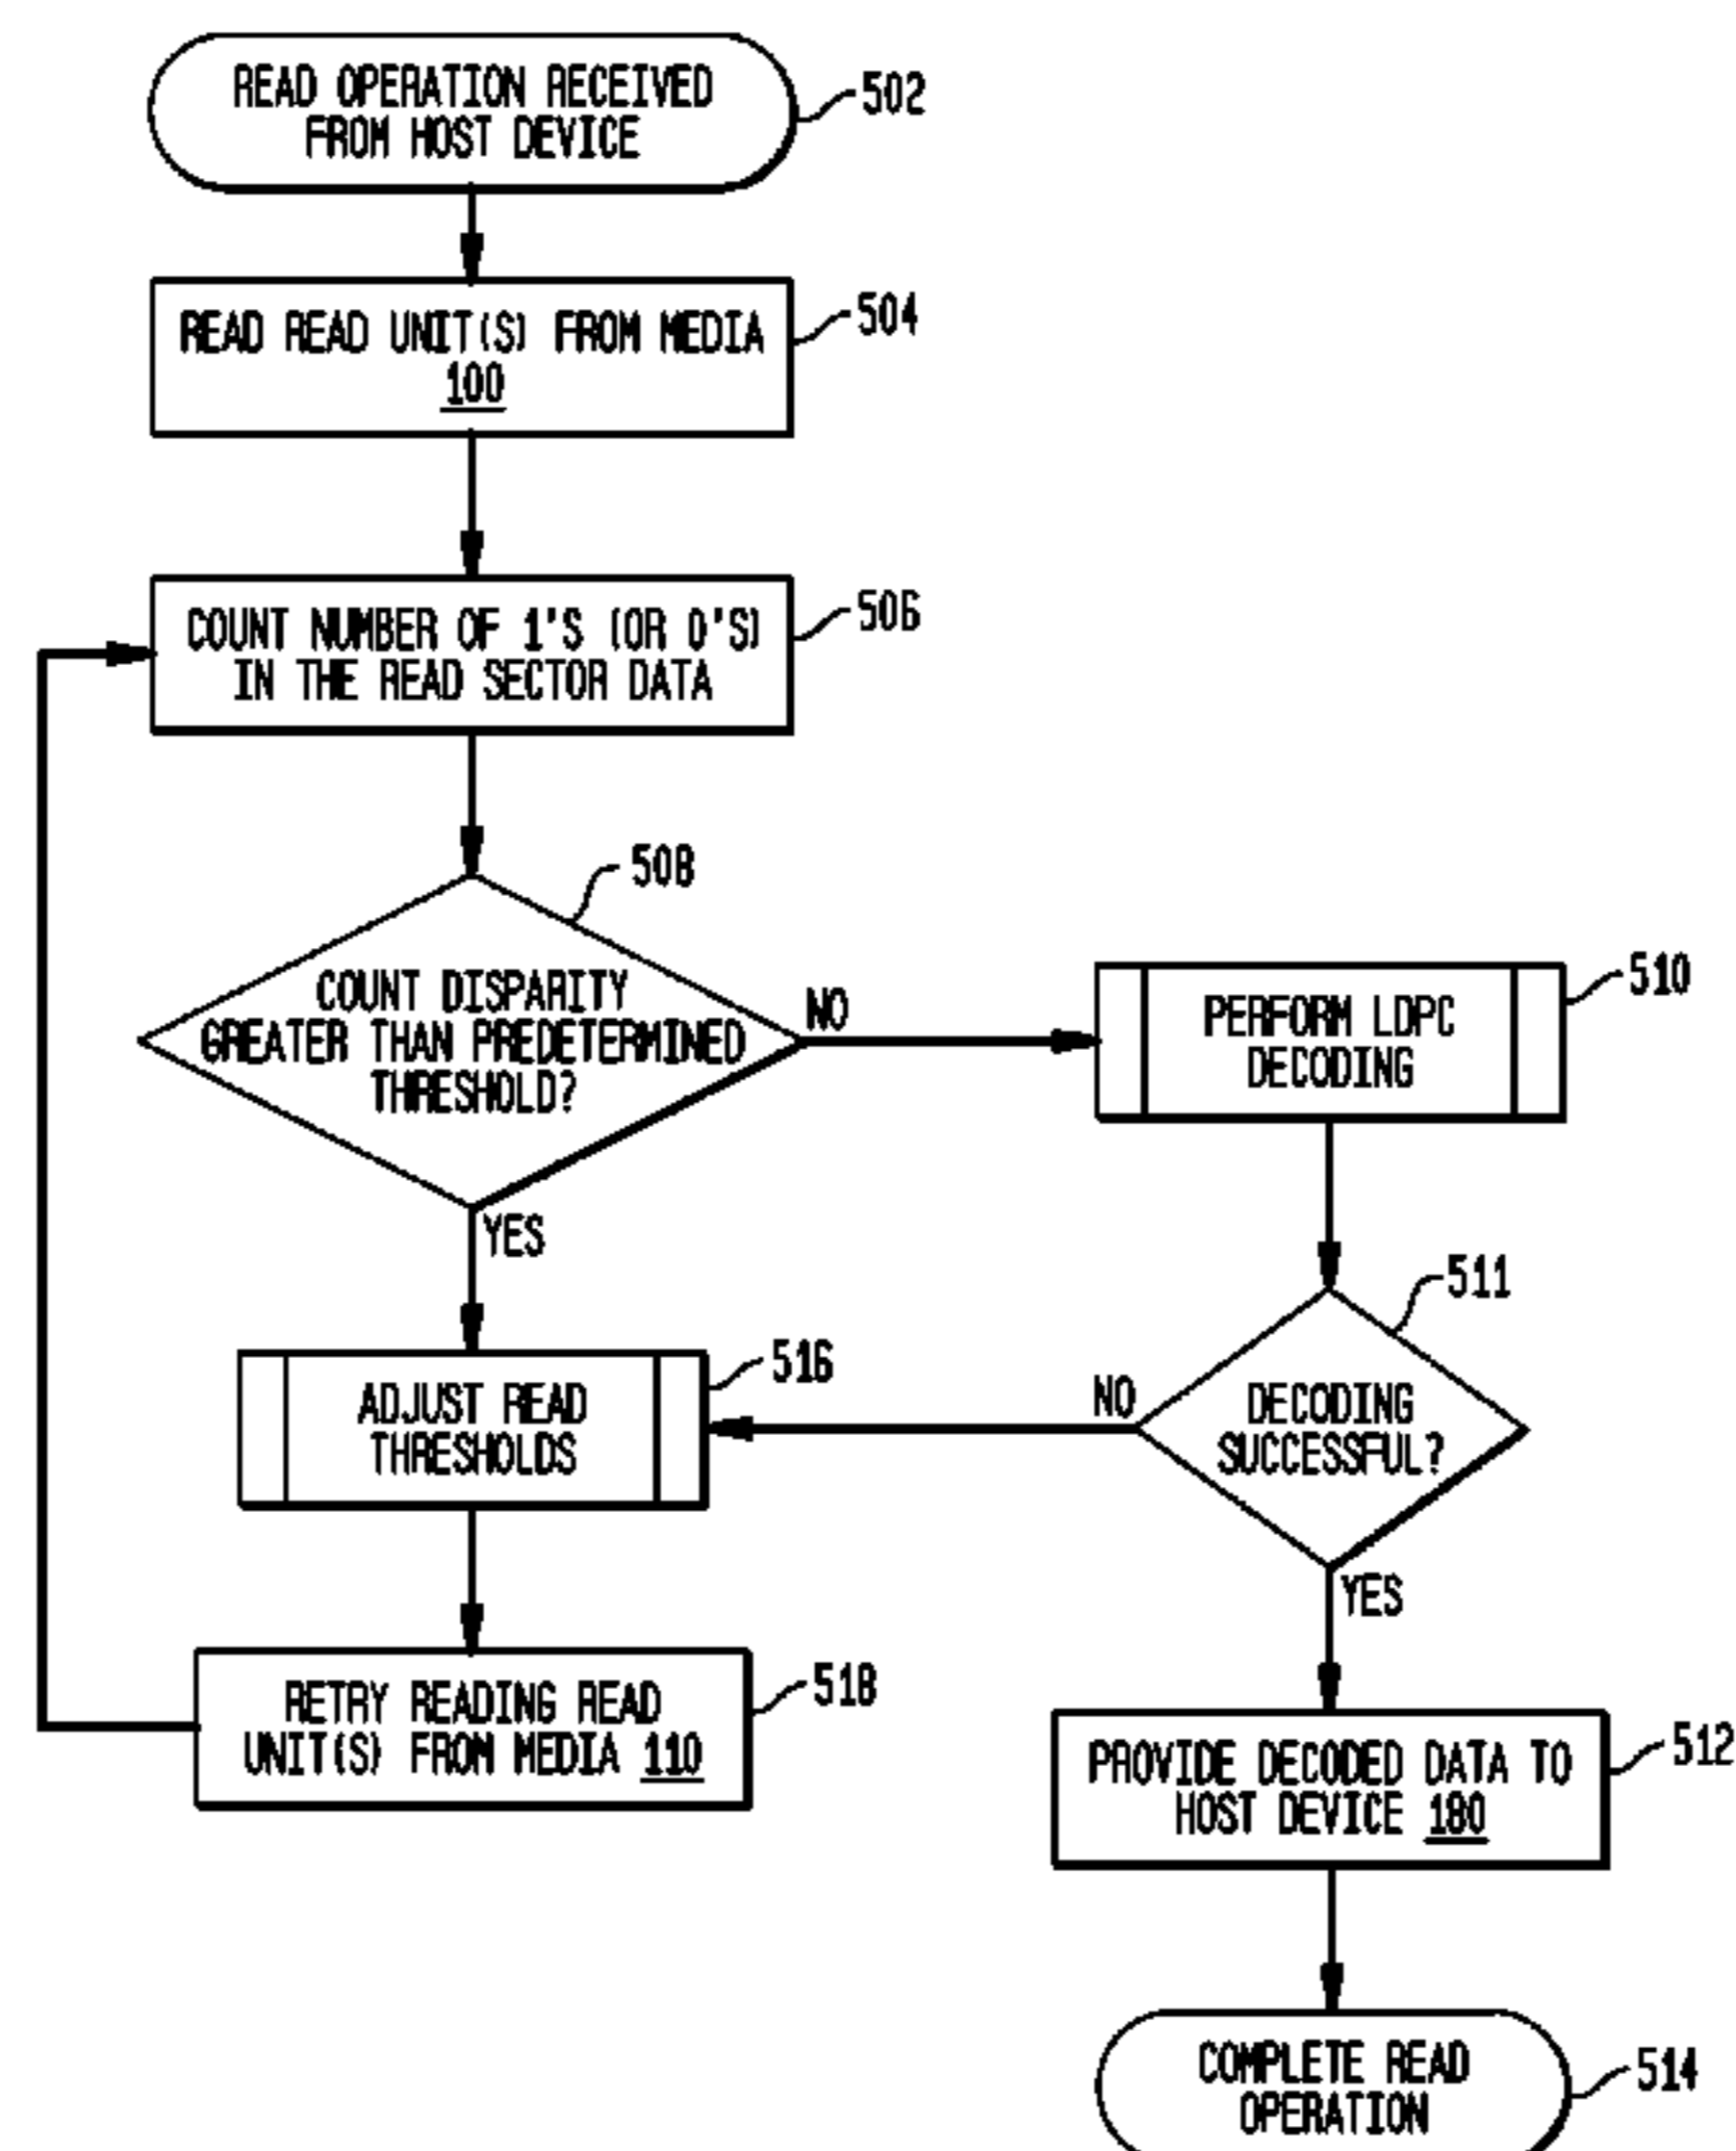 READ OPERATION RECEIVED
FROM HOST DEVICE
502
READ READ UNIT(S) FROM MEDIA
100
504
COUNT NUMBER OF 1'S (OR 0'S)
IN THE READ SECTOR DATA
506
508
COUNT DISPARITY
GREATER THAN PREDETERMINED
THRESHOLD?
NO
YES
PERFORM LDPC
DECODING
510
511
DECODING
SUCCESSFUL?
NO
YES
ADJUST READ
THRESHOLDS
516
RETRY READING READ
UNIT(S) FROM MEDIA 110
518
PROVIDE DECODED DATA TO
HOST DEVICE 180
512
COMPLETE READ
OPERATION
514